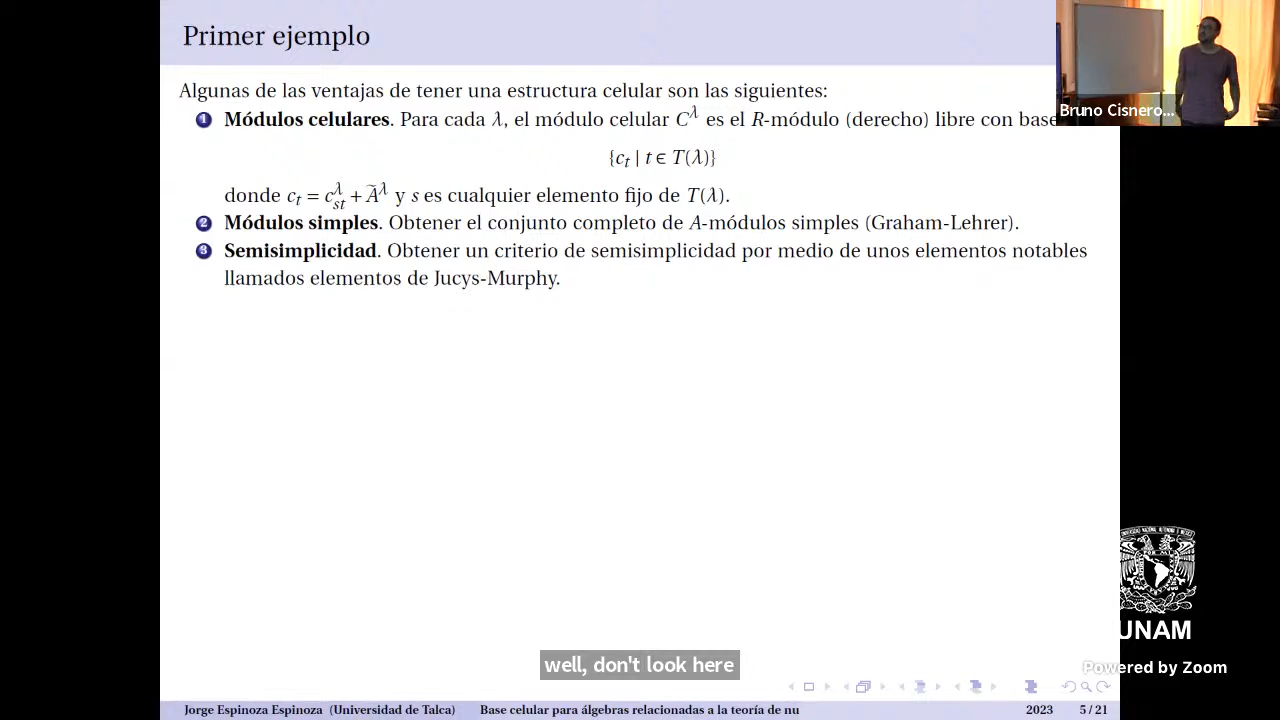 Primer ejemplo
Algunas de las ventajas de tener una estructura celular son las siguientes:
1 Módulos celulares. Para cada λ, el módulo celular C^λ es el R-módulo (derecho) libre con base
{c_t | t ∈ T(λ)}
donde c_t = c^λ_st + Ã^λ y s es cualquier elemento fijo de T(λ).
2 Módulos simples. Obtener el conjunto completo de A-módulos simples (Graham-Lehrer).
3 Semisimplicidad. Obtener un criterio de semisimplicidad por medio de unos elementos notables
llamados elementos de Jucys-Murphy.
Bruno Cisnero...
UNAM
well, don't look here
Powered by Zoom
Jorge Espinoza Espinoza (Universidad de Talca) Base celular para álgebras relacionadas a la teoría de nu 2023 5 / 21